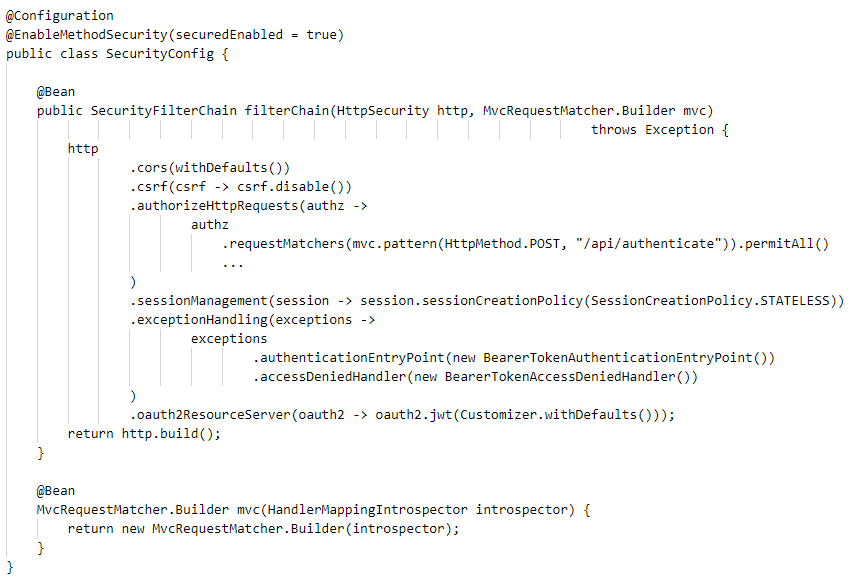 @Configuration
@EnableMethodSecurity(securedEnabled = true)
public class SecurityConfig {
@Bean
public SecurityFilterChain filterChain(HttpSecurity http, MvcRequestMatcher.Builder mvc)
throws Exception {
http
.cors(withDefaults())
.csrf(csrf -> csrf.disable())
.authorizeHttpRequests(authz ->
authz
.requestMatchers(mvc.pattern(HttpMethod.POST, "/api/authenticate")).permitAll()
...
)
.sessionManagement(session -> session.sessionCreationPolicy(SessionCreationPolicy.STATELESS))
.exceptionHandling(exceptions ->
exceptions
.authenticationEntryPoint(new BearerTokenAuthenticationEntryPoint())
.accessDeniedHandler(new BearerTokenAccessDeniedHandler())
)
.oauth2ResourceServer(oauth2 -> oauth2.jwt(Customizer.withDefaults()));
return http.build();
}
@Bean
MvcRequestMatcher.Builder mvc(HandlerMappingIntrospector introspector) {
return new MvcRequestMatcher.Builder(introspector);
}
}